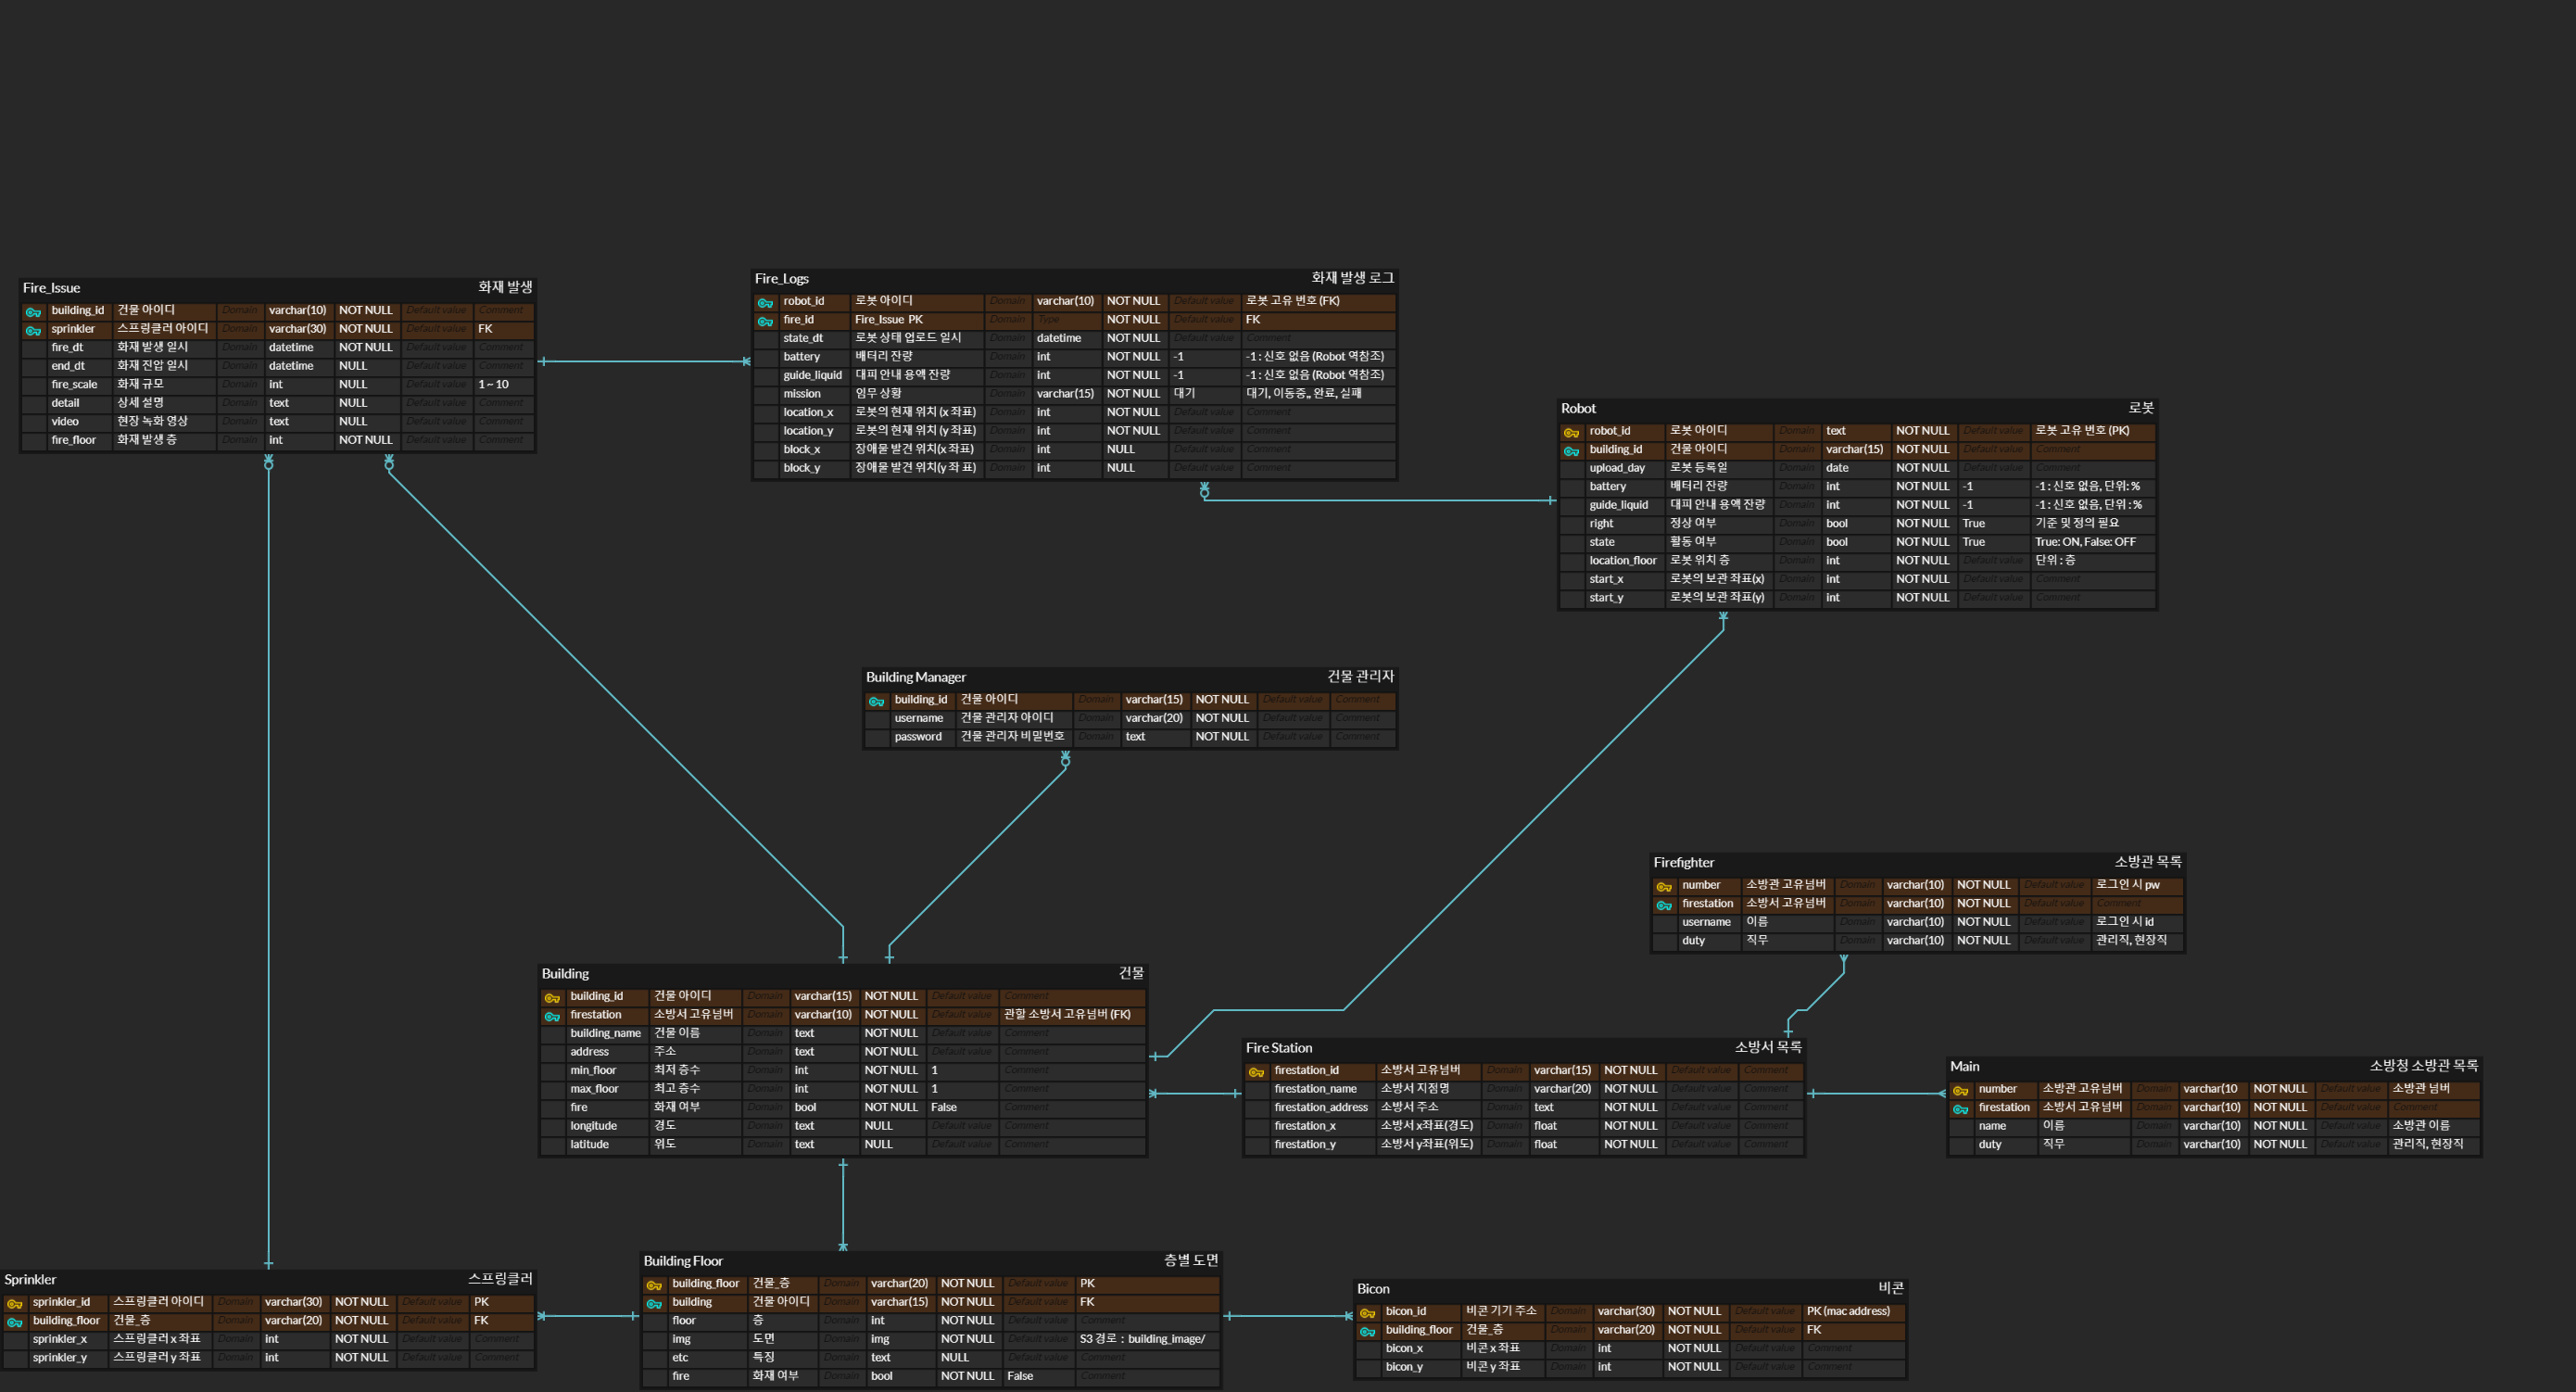 Fire_Issue 화재 발생
building_id 건물 아이디 Domain varchar(10) NOT NULL Default value Comment
sprinkler 스프링클러 아이디 Domain varchar(30) NOT NULL Default value FK
fire_dt 화재 발생 일시 Domain datetime NOT NULL Default value Comment
end_dt 화재 진압 일시 Domain datetime NULL Default value Comment
fire_scale 화재 규모 Domain int NULL Default value 1 ~ 10
detail 상세 설명 Domain text NULL Default value Comment
video 현장 녹화 영상 Domain text NULL Default value Comment
fire_floor 화재 발생 층 Domain int NOT NULL Default value Comment
Fire_Logs 화재 발생 로그
robot_id 로봇 아이디 Domain varchar(10) NOT NULL Default value 로봇 고유 번호 (FK)
fire_id Fire_Issue PK Domain Type NOT NULL Default value FK
state_dt 로봇 상태 업로드 일시 Domain datetime NOT NULL Default value Comment
battery 배터리 잔량 Domain int NOT NULL -1 -1 : 신호 없음 (Robot 역참조)
guide_liquid 대피 안내 용액 잔량 Domain int NOT NULL -1 -1 : 신호 없음 (Robot 역참조)
mission 임무 상황 Domain varchar(15) NOT NULL 대기 대기, 이동중,, 완료, 실패
location_x 로봇의 현재 위치 (x 좌표) Domain int NOT NULL Default value Comment
location_y 로봇의 현재 위치 (y 좌표) Domain int NOT NULL Default value Comment
block_x 장애물 발견 위치(x 좌표) Domain int NULL Default value Comment
block_y 장애물 발견 위치(y 좌 표) Domain int NULL Default value Comment
Robot 로봇
robot_id 로봇 아이디 Domain text NOT NULL Default value 로봇 고유 번호 (PK)
building_id 건물 아이디 Domain varchar(15) NOT NULL Default value Comment
upload_day 로봇 등록일 Domain date NOT NULL Default value Comment
battery 배터리 잔량 Domain int NOT NULL -1 -1 : 신호 없음, 단위: %
guide_liquid 대피 안내 용액 잔량 Domain int NOT NULL -1 -1 : 신호 없음, 단위 : %
right 정상 여부 Domain bool NOT NULL True 기준 및 정의 필요
state 활동 여부 Domain bool NOT NULL True True: ON, False: OFF
location_floor 로봇 위치 층 Domain int NOT NULL Default value 단위 : 층
start_x 로봇의 보관 좌표(x) Domain int NOT NULL Default value Comment
start_y 로봇의 보관 좌표(y) Domain int NOT NULL Default value Comment
Building Manager 건물 관리자
building_id 건물 아이디 Domain varchar(15) NOT NULL Default value Comment
username 건물 관리자 아이디 Domain varchar(20) NOT NULL Default value Comment
password 건물 관리자 비밀번호 Domain text NOT NULL Default value Comment
Firefighter 소방관 목록
number 소방관 고유넘버 Domain varchar(10) NOT NULL Default value 로그인 시 pw
firestation 소방서 고유넘버 Domain varchar(10) NOT NULL Default value Comment
username 이름 Domain varchar(10) NOT NULL Default value 로그인 시 id
duty 직무 Domain varchar(10) NOT NULL Default value 관리직, 현장직
Building 건물
building_id 건물 아이디 Domain varchar(15) NOT NULL Default value Comment
firestation 소방서 고유넘버 Domain varchar(10) NOT NULL Default value 관할 소방서 고유넘버 (FK)
building_name 건물 이름 Domain text NOT NULL Default value Comment
address 주소 Domain text NOT NULL Default value Comment
min_floor 최저 층수 Domain int NOT NULL 1 Comment
max_floor 최고 층수 Domain int NOT NULL 1 Comment
fire 화재 여부 Domain bool NOT NULL False Comment
longitude 경도 Domain text NULL Default value Comment
latitude 위도 Domain text NULL Default value Comment
Fire Station 소방서 목록
firestation_id 소방서 고유넘버 Domain varchar(15) NOT NULL Default value Comment
firestation_name 소방서 지점명 Domain varchar(20) NOT NULL Default value Comment
firestation_address 소방서 주소 Domain text NOT NULL Default value Comment
firestation_x 소방서 x좌표(경도) Domain float NOT NULL Default value Comment
firestation_y 소방서 y좌표(위도) Domain float NOT NULL Default value Comment
Main 소방청 소방관 목록
number 소방관 고유넘버 Domain varchar(10 NOT NULL Default value 소방관 넘버
firestation 소방서 고유넘버 Domain varchar(10) NOT NULL Default value Comment
name 이름 Domain varchar(10) NOT NULL Default value 소방관 이름
duty 직무 Domain varchar(10) NOT NULL Default value 관리직, 현장직
Sprinkler 스프링클러
sprinkler_id 스프링클러 아이디 Domain varchar(30) NOT NULL Default value PK
building_floor 건물_층 Domain varchar(20) NOT NULL Default value FK
sprinkler_x 스프링클러 x 좌표 Domain int NOT NULL Default value Comment
sprinkler_y 스프링클러 y 좌표 Domain int NOT NULL Default value Comment
Building Floor 층별 도면
building_floor 건물_층 Domain varchar(20) NOT NULL Default value PK
building 건물 아이디 Domain varchar(15) NOT NULL Default value FK
floor 층 Domain int NOT NULL Default value Comment
img 도면 Domain img NOT NULL Default value S3 경로 : building_image/
etc 특징 Domain text NULL Default value Comment
fire 화재 여부 Domain bool NOT NULL False Comment
Bicon 비콘
bicon_id 비콘 기기 주소 Domain varchar(30) NOT NULL Default value PK (mac address)
building_floor 건물_층 Domain varchar(20) NOT NULL Default value FK
bicon_x 비콘 x 좌표 Domain int NOT NULL Default value Comment
bicon_y 비콘 y 좌표 Domain int NOT NULL Default value Comment